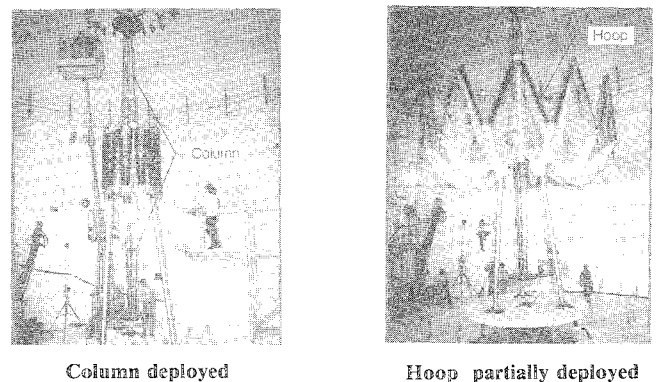 Hoop
Column
Column deployed
Hoop partially deployed